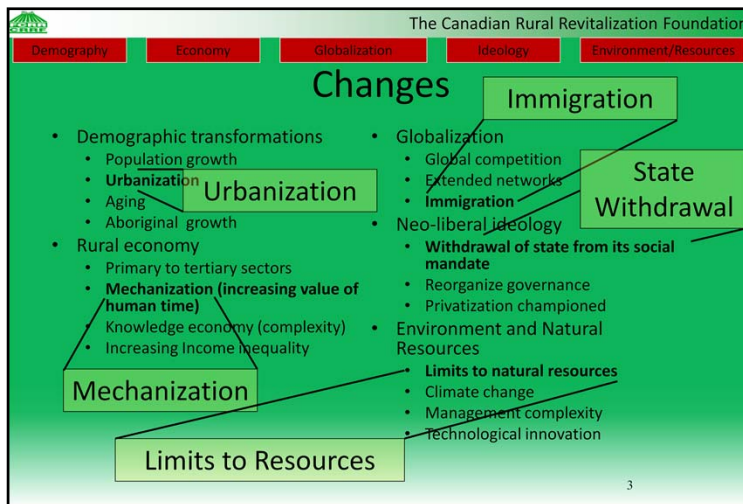 The Canadian Rural Revitalization Foundation
Demography
Economy
Globalization
Ideology
Environment/Resources
Changes
• Demographic transformations
• Population growth
• Urbanization
• Aging
• Aboriginal growth
• Rural economy
• Primary to tertiary sectors
• Mechanization (increasing value of
human time)
• Knowledge economy (complexity)
• Increasing Income inequality
• Globalization
• Global competition
• Extended networks
• Immigration
• Neo-liberal ideology
• Withdrawal of state from its social
mandate
• Reorganize governance
• Privatization championed
• Environment and Natural
Resources
• Limits to natural resources
• Climate change
• Management complexity
• Technological innovation
Immigration
Urbanization
State
Withdrawal
Mechanization
Limits to Resources
3